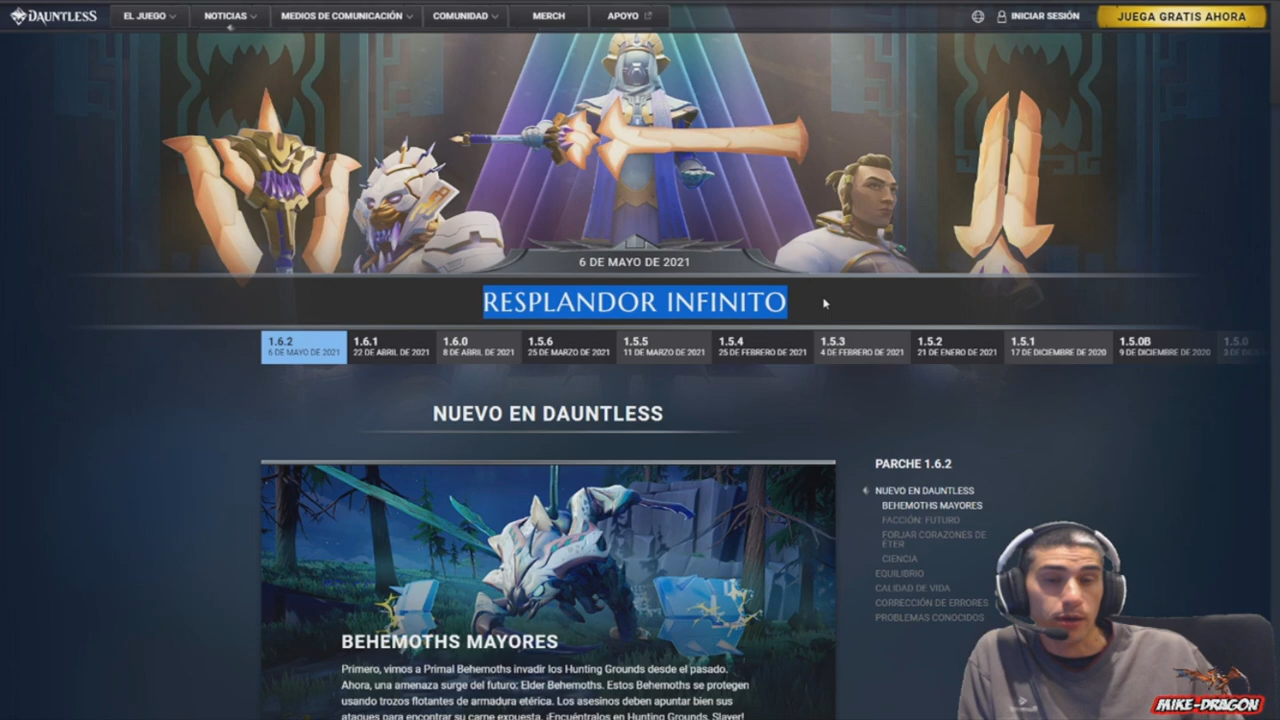 DAUNTLESS
EL JUEGO
NOTICIAS
MEDIOS DE COMUNICACIÓN
COMUNIDAD
MERCH
APOYO
INICIAR SESIÓN
JUEGA GRATIS AHORA
6 DE MAYO DE 2021
RESPLANDOR INFINITO
1.6.2
6 DE MAYO DE 2021
1.6.1
22 DE ABRIL DE 2021
1.6.0
8 DE ABRIL DE 2021
1.5.6
25 DE MARZO DE 2021
1.5.5
11 DE MARZO DE 2021
1.5.4
25 DE FEBRERO DE 2021
1.5.3
4 DE FEBRERO DE 2021
1.5.2
21 DE ENERO DE 2021
1.5.1
17 DE DICIEMBRE DE 2020
1.5.0B
9 DE DICIEMBRE DE 2020
1.5.0
NUEVO EN DAUNTLESS
BEHEMOTHS MAYORES
Primero, vimos a Primal Behemoths invadir los Hunting Grounds desde el pasado.
Ahora, una amenaza surge del futuro: Elder Behemoths. Estos Behemoths se protegen
usando trozos flotantes de armadura etérica. Los asesinos deben apuntar bien sus
ataques para encontrar su carne expuesta. ¡Encuéntralos en Hunting Grounds, Slayer!
PARCHE 1.6.2
NUEVO EN DAUNTLESS
BEHEMOTHS MAYORES
FACCIÓN: FUTURO
FORJAR CORAZONES DE
ÉTER
CIENCIA
EQUILIBRIO
CALIDAD DE VIDA
CORRECCIÓN DE ERRORES
PROBLEMAS CONOCIDOS
MIKE-DRAGON